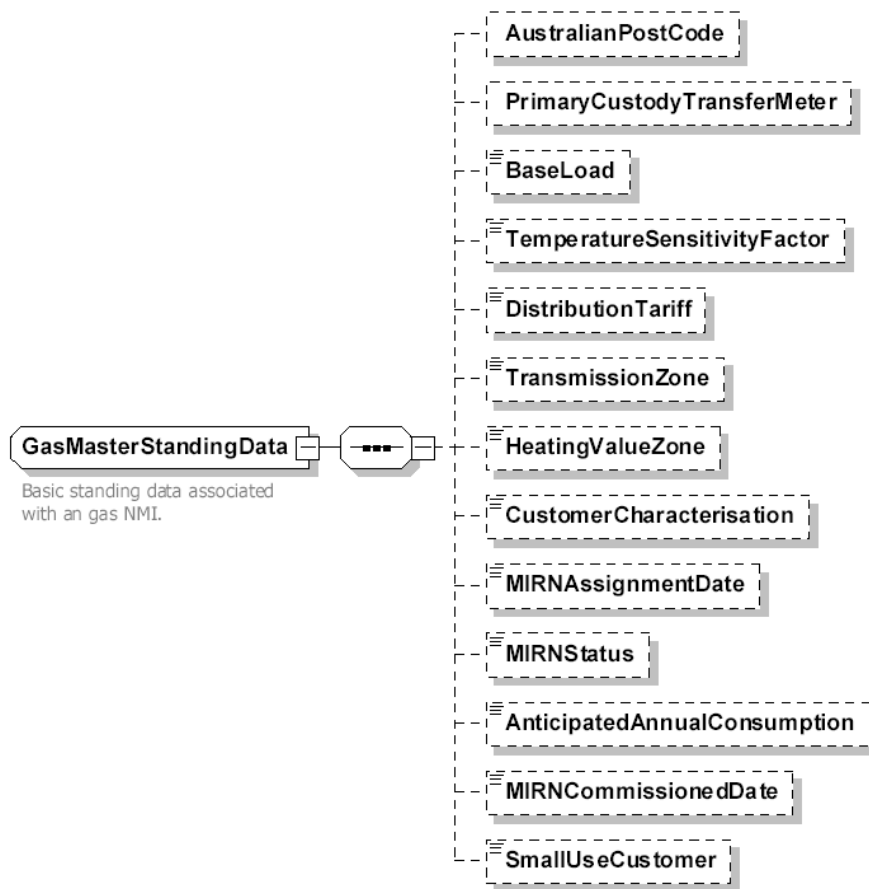 AustralianPostCode
PrimaryCustodyTransferMeter
BaseLoad
TemperatureSensitivityFactor
DistributionTariff
TransmissionZone
GasMasterStandingData
HeatingValueZone
Basic standing data associated
with an gas NMI.
CustomerCharacterisation
MIRNAssignmentDate
MIRNStatus
AnticipatedAnnualConsumption
MIRNCommissionedDate
SmallUseCustomer